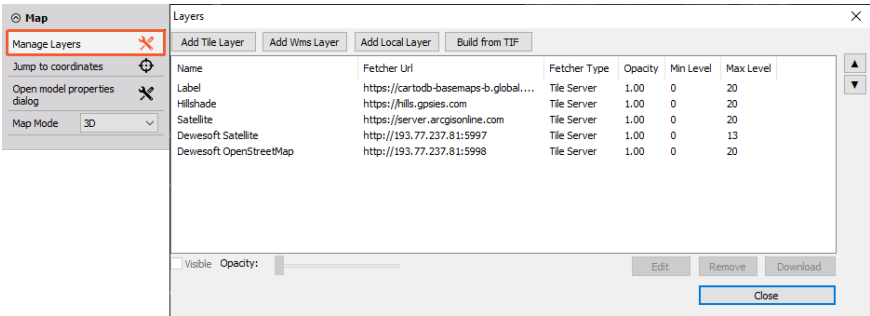 Map
Manage Layers
Jump to coordinates
Open model properties
dialog
Map Mode 3D
Layers
Add Tile Layer Add Wms Layer Add Local Layer Build from TIF
Name Fetcher Url Fetcher Type Opacity Min Level Max Level
Label https://cartodb-basemaps-b.global.... Tile Server 1.00 0 20
Hillshade https://hills.gpsies.com Tile Server 1.00 0 20
Satellite https://server.arcgisonline.com Tile Server 1.00 0 20
Dewesoft Satellite http://193.77.237.81:5997 Tile Server 1.00 0 13
Dewesoft OpenStreetMap http://193.77.237.81:5998 Tile Server 1.00 0 20
Visible Opacity: Edit Remove Download
Close